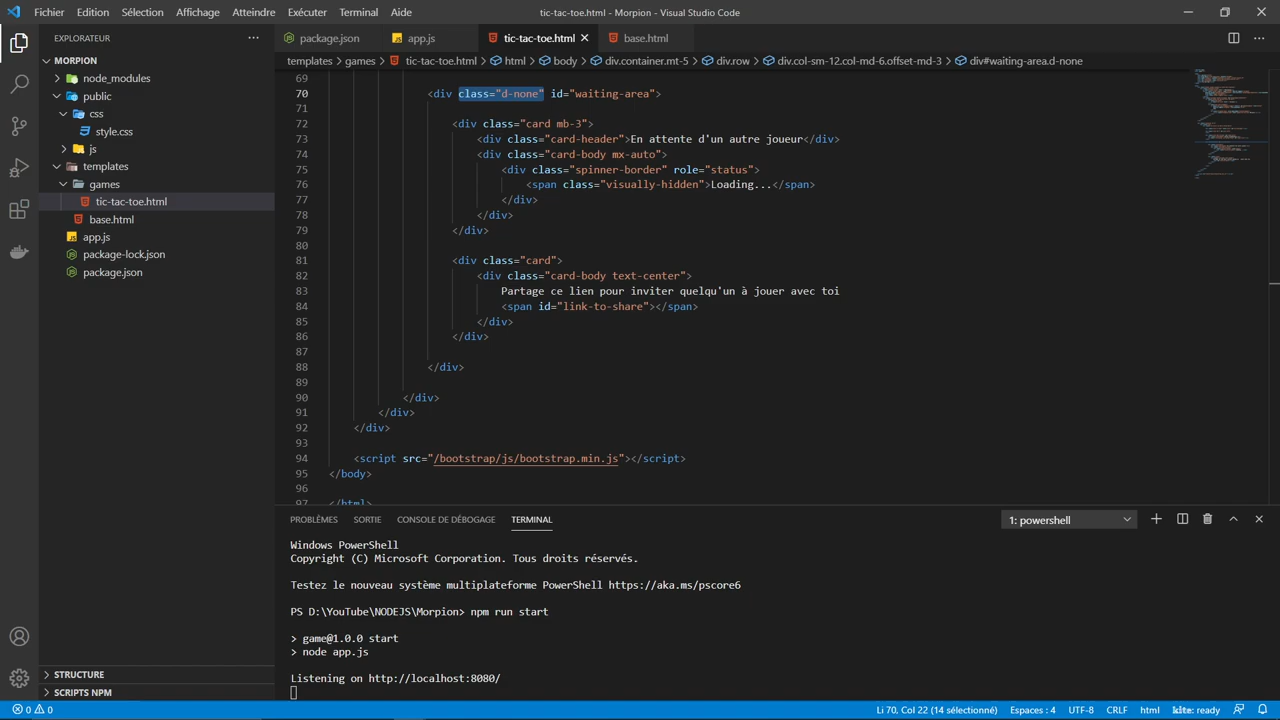 Fichier Edition Sélection Affichage Atteindre Exécuter Terminal Aide
tic-tac-toe.html - Morpion - Visual Studio Code
EXPLORATEUR
MORPION
node_modules
public
css
style.css
js
templates
games
tic-tac-toe.html
base.html
app.js
package-lock.json
package.json
STRUCTURE
SCRIPTS NPM
package.json app.js tic-tac-toe.html base.html
templates > games > tic-tac-toe.html > html > body > div.container.mt-5 > div.row > div.col-sm-12.col-md-6.offset-md-3 > div#waiting-area.d-none
69
70 <div class="d-none" id="waiting-area">
71
72 <div class="card mb-3">
73 <div class="card-header">En attente d'un autre joueur</div>
74 <div class="card-body mx-auto">
75 <div class="spinner-border" role="status">
76 <span class="visually-hidden">Loading...</span>
77 </div>
78 </div>
79 </div>
80
81 <div class="card">
82 <div class="card-body text-center">
83 Partage ce lien pour inviter quelqu'un à jouer avec toi
84 <span id="link-to-share"></span>
85 </div>
86 </div>
87
88 </div>
89
90 </div>
91 </div>
92 </div>
93
94 <script src="/bootstrap/js/bootstrap.min.js"></script>
95 </body>
96
97 </html>
PROBLÈMES SORTIE CONSOLE DE DÉBOGAGE TERMINAL
1: powershell
Windows PowerShell
Copyright (C) Microsoft Corporation. Tous droits réservés.
Testez le nouveau système multiplateforme PowerShell https://aka.ms/pscore6
PS D:\YouTube\NODEJS\Morpion> npm run start
> game@1.0.0 start
> node app.js
Listening on http://localhost:8080/
0 0
Li 70, Col 22 (14 sélectionné) Espaces : 4 UTF-8 CRLF html kite: ready